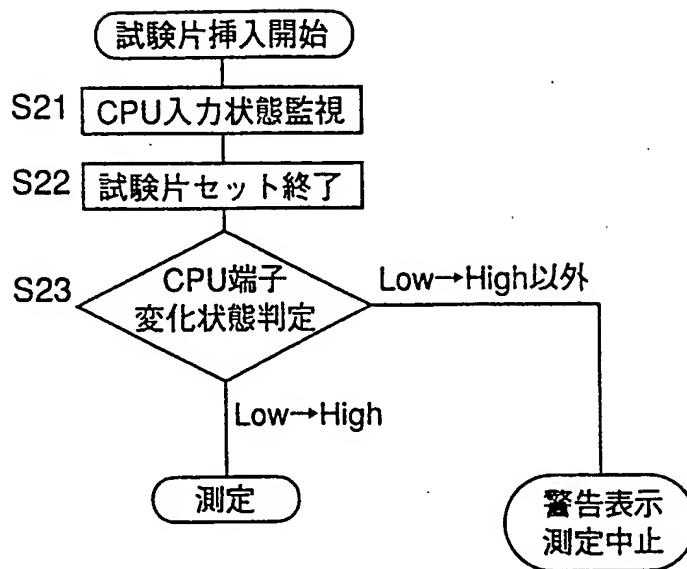 試験片挿入開始
S21
CPU入力状態監視
S22
試験片セット終了
S23
CPU端子
変化状態判定
Low→High以外
Low→High
測定
警告表示
測定中止